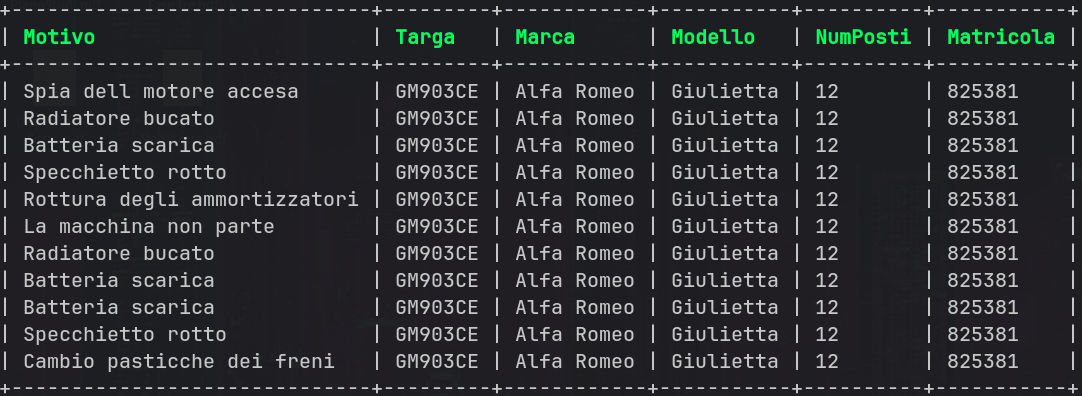 +------------------------------+---------+------------+-----------+----------+-----------+
| Motivo                       | Targa   | Marca      | Modello   | NumPosti | Matricola |
+------------------------------+---------+------------+-----------+----------+-----------+
| Spia dell motore accesa      | GM903CE | Alfa Romeo | Giulietta | 12       | 825381    |
| Radiatore bucato             | GM903CE | Alfa Romeo | Giulietta | 12       | 825381    |
| Batteria scarica             | GM903CE | Alfa Romeo | Giulietta | 12       | 825381    |
| Specchietto rotto            | GM903CE | Alfa Romeo | Giulietta | 12       | 825381    |
| Rottura degli ammortizzatori | GM903CE | Alfa Romeo | Giulietta | 12       | 825381    |
| La macchina non parte        | GM903CE | Alfa Romeo | Giulietta | 12       | 825381    |
| Radiatore bucato             | GM903CE | Alfa Romeo | Giulietta | 12       | 825381    |
| Batteria scarica             | GM903CE | Alfa Romeo | Giulietta | 12       | 825381    |
| Batteria scarica             | GM903CE | Alfa Romeo | Giulietta | 12       | 825381    |
| Specchietto rotto            | GM903CE | Alfa Romeo | Giulietta | 12       | 825381    |
| Cambio pasticche dei freni   | GM903CE | Alfa Romeo | Giulietta | 12       | 825381    |
+------------------------------+---------+------------+-----------+----------+-----------+